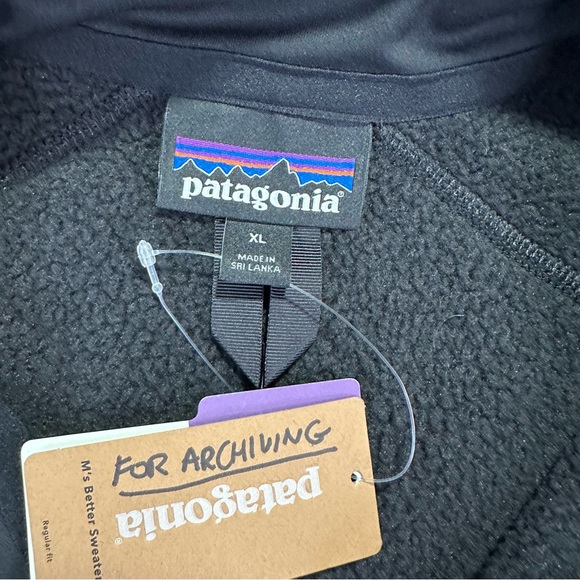 patagonia®
XL
MADE IN
SRI LANKA
FOR ARCHIVING
patagonia®
M's Better Sweater
Regular fit